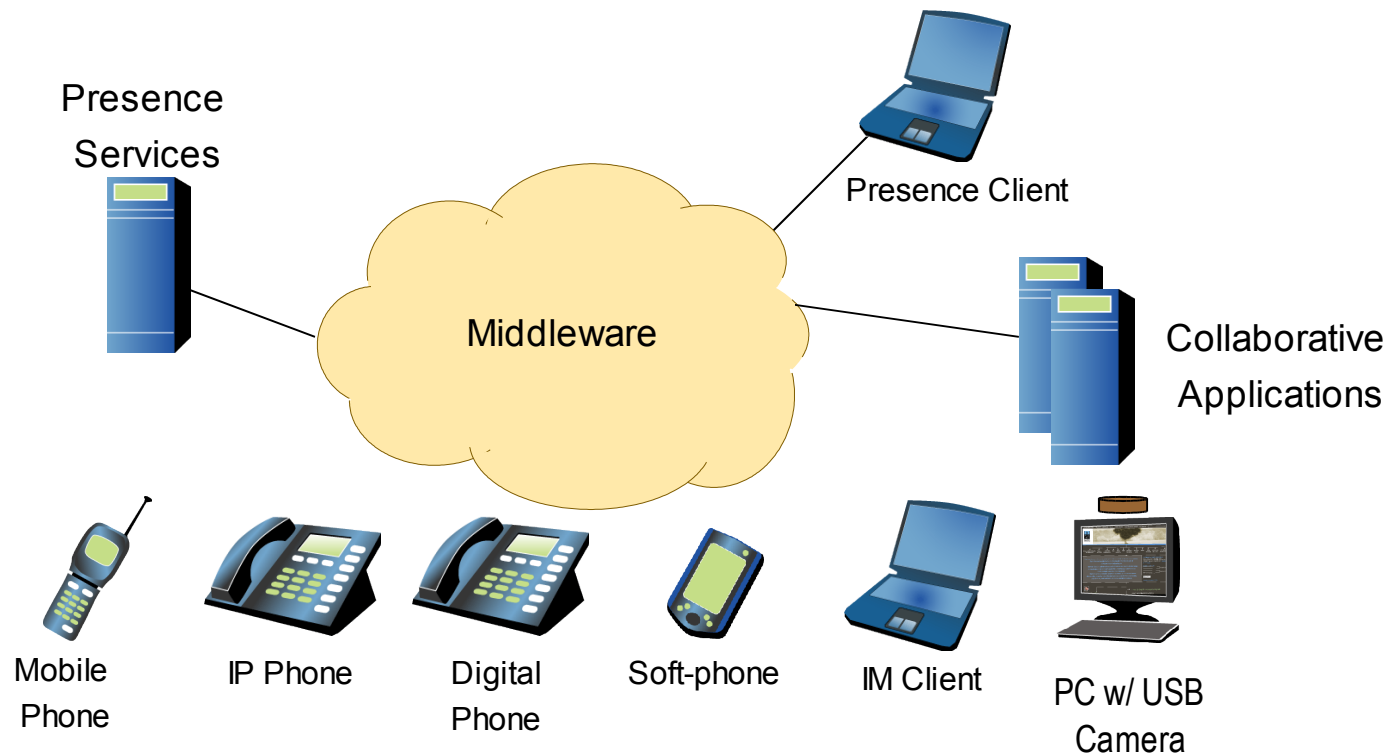 Presence
Services
Presence Client
Middleware
Collaborative
Applications
Mobile
Phone
IP Phone
Digital
Phone
Soft-phone
IM Client
PC w/ USB
Camera